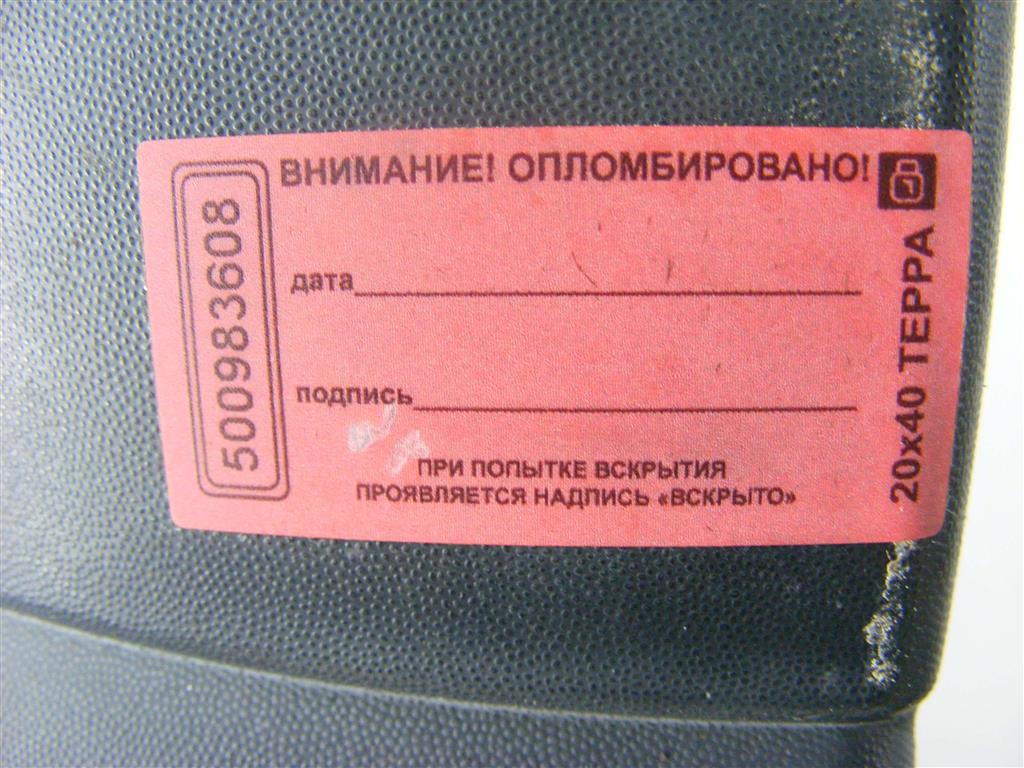 500983608
ВНИМАНИЕ! ОПЛОМБИРОВАНО!
дата
подпись
ПРИ ПОПЫТКЕ ВСКРЫТИЯ
ПРОЯВЛЯЕТСЯ НАДПИСЬ «ВСКРЫТО»
20x40 ТЕРРА